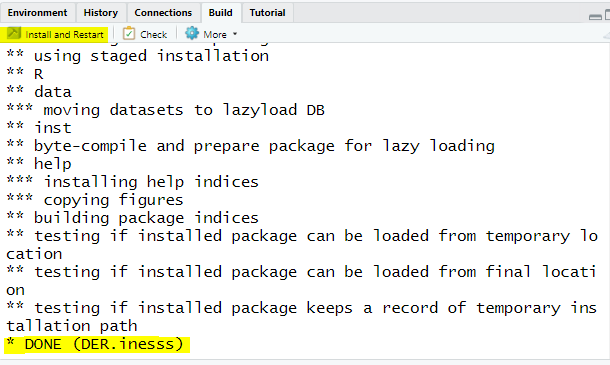 Environment History Connections Build Tutorial
Install and Restart Check More
** using staged installation
** R
** data
*** moving datasets to lazyload DB
** inst
** byte-compile and prepare package for lazy loading
** help
*** installing help indices
*** copying figures
** building package indices
** testing if installed package can be loaded from temporary lo
cation
** testing if installed package can be loaded from final locati
on
** testing if installed package keeps a record of temporary ins
tallation path
* DONE (DER.inesss)